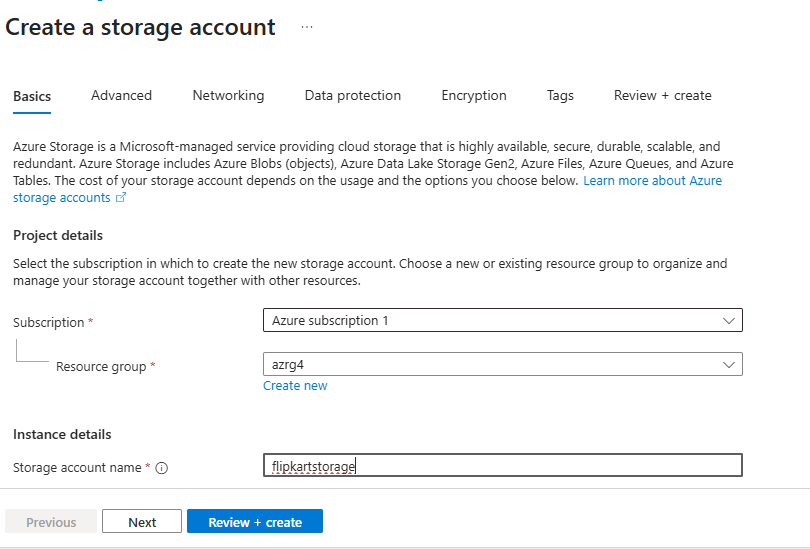 Create a storage account ...
Basics Advanced Networking Data protection Encryption Tags Review + create
Azure Storage is a Microsoft-managed service providing cloud storage that is highly available, secure, durable, scalable, and
redundant. Azure Storage includes Azure Blobs (objects), Azure Data Lake Storage Gen2, Azure Files, Azure Queues, and Azure
Tables. The cost of your storage account depends on the usage and the options you choose below. Learn more about Azure
storage accounts
Project details
Select the subscription in which to create the new storage account. Choose a new or existing resource group to organize and
manage your storage account together with other resources.
Subscription * Azure subscription 1
Resource group * azrg4
Create new
Instance details
Storage account name * flipkartstorage
Previous Next Review + create